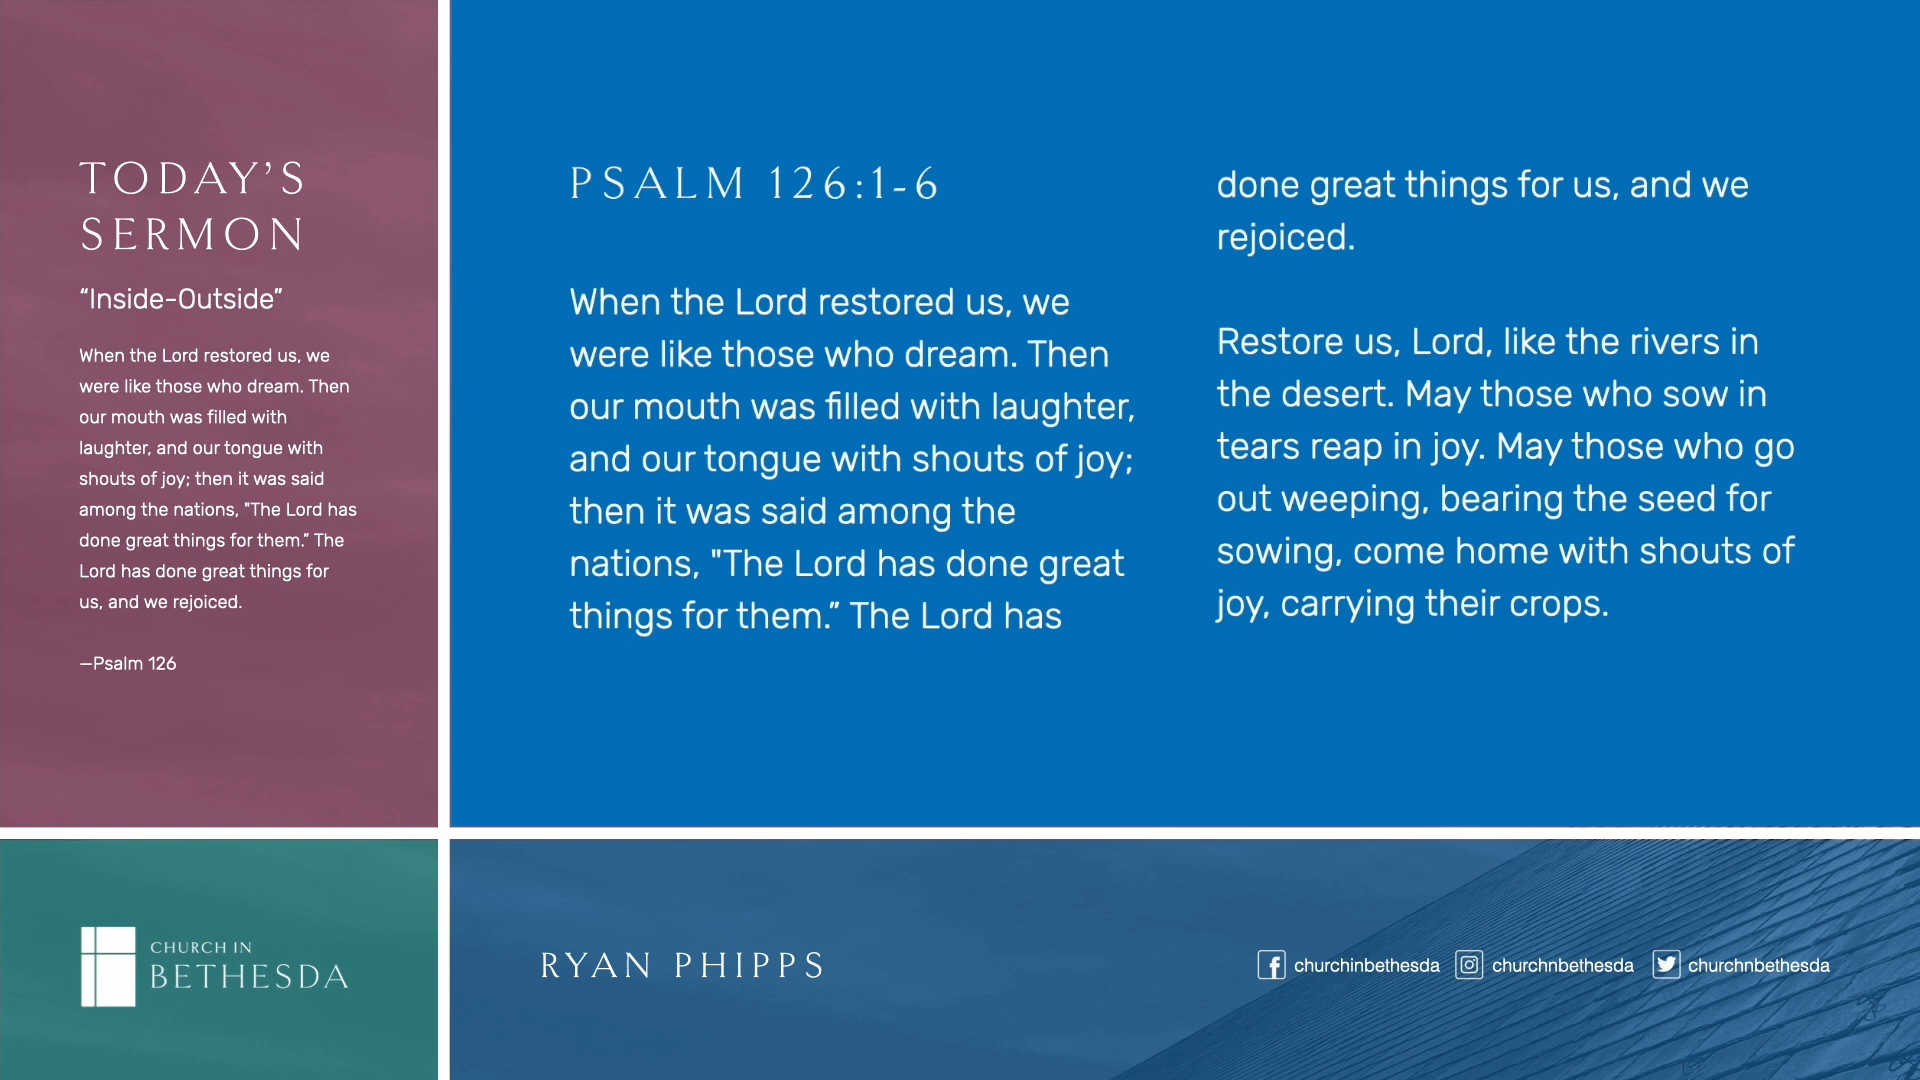 TODAY’S
SERMON
“Inside-Outside”
When the Lord restored us, we
were like those who dream. Then
our mouth was filled with
laughter, and our tongue with
shouts of joy; then it was said
among the nations, "The Lord has
done great things for them.” The
Lord has done great things for
us, and we rejoiced.
—Psalm 126
PSALM 126:1-6
When the Lord restored us, we
were like those who dream. Then
our mouth was filled with laughter,
and our tongue with shouts of joy;
then it was said among the
nations, "The Lord has done great
things for them.” The Lord has
done great things for us, and we
rejoiced.
Restore us, Lord, like the rivers in
the desert. May those who sow in
tears reap in joy. May those who go
out weeping, bearing the seed for
sowing, come home with shouts of
joy, carrying their crops.
CHURCH IN
BETHESDA
RYAN PHIPPS
churchinbethesda churchnbethesda churchnbethesda